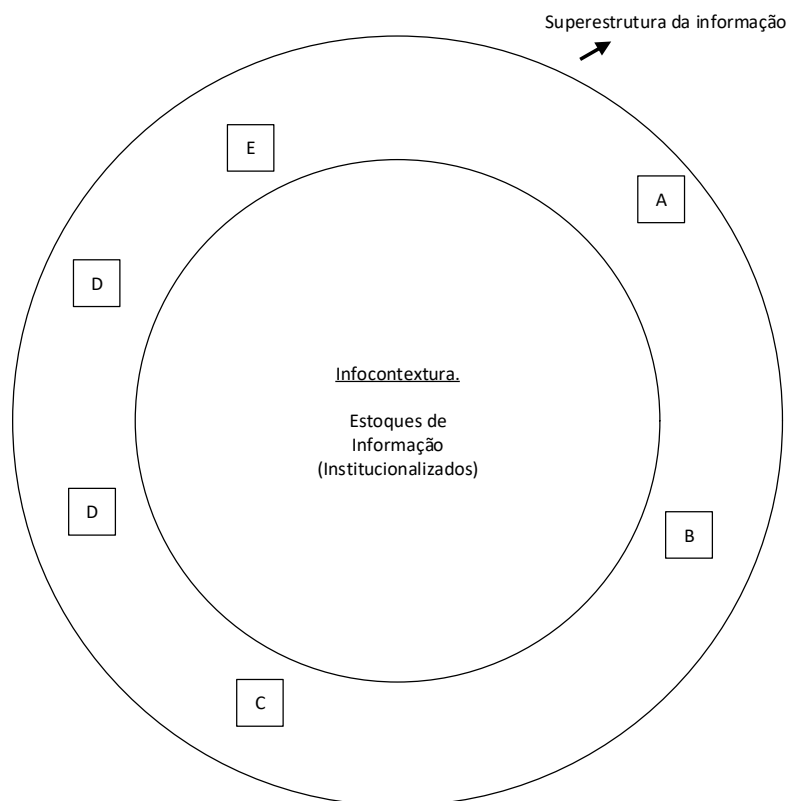 Superestrutura da informação
E
A
D
Infocontextura.
Estoques de
Informação
(Institucionalizados)
D
B
C